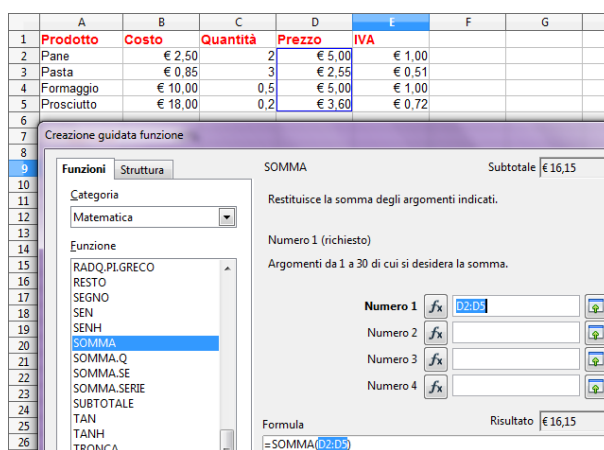 A B C D E F G
1 Prodotto Costo Quantità Prezzo IVA
2 Pane € 2,50 2 € 5,00 € 1,00
3 Pasta € 0,85 3 € 2,55 € 0,51
4 Formaggio € 10,00 0,5 € 5,00 € 1,00
5 Prosciutto € 18,00 0,2 € 3,60 € 0,72
6
7 Creazione guidata funzione
8
9 Funzioni Struttura SOMMA Subtotale € 16,15
10
11 Categoria Restituisce la somma degli argomenti indicati.
12 Matematica
13
14 Funzione Numero 1 (richiesto)
15 RADQ.PI.GRECO Argomenti da 1 a 30 di cui si desidera la somma.
16 RESTO
17 SEGNO
18 SEN Numero 1 fx D2:D5
19 SENH Numero 2 fx
20 SOMMA
21 SOMMA.Q Numero 3 fx
22 SOMMA.SE
23 SOMMA.SERIE Numero 4 fx
24 SUBTOTALE
25 TAN Formula Risultato € 16,15
26 TANH =SOMMA(D2:D5)
TRONCA